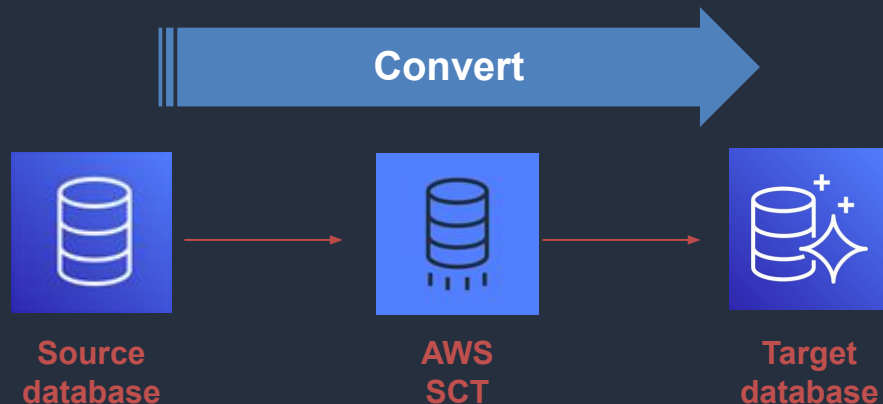 Convert
Source
database
AWS
SCT
Target
database